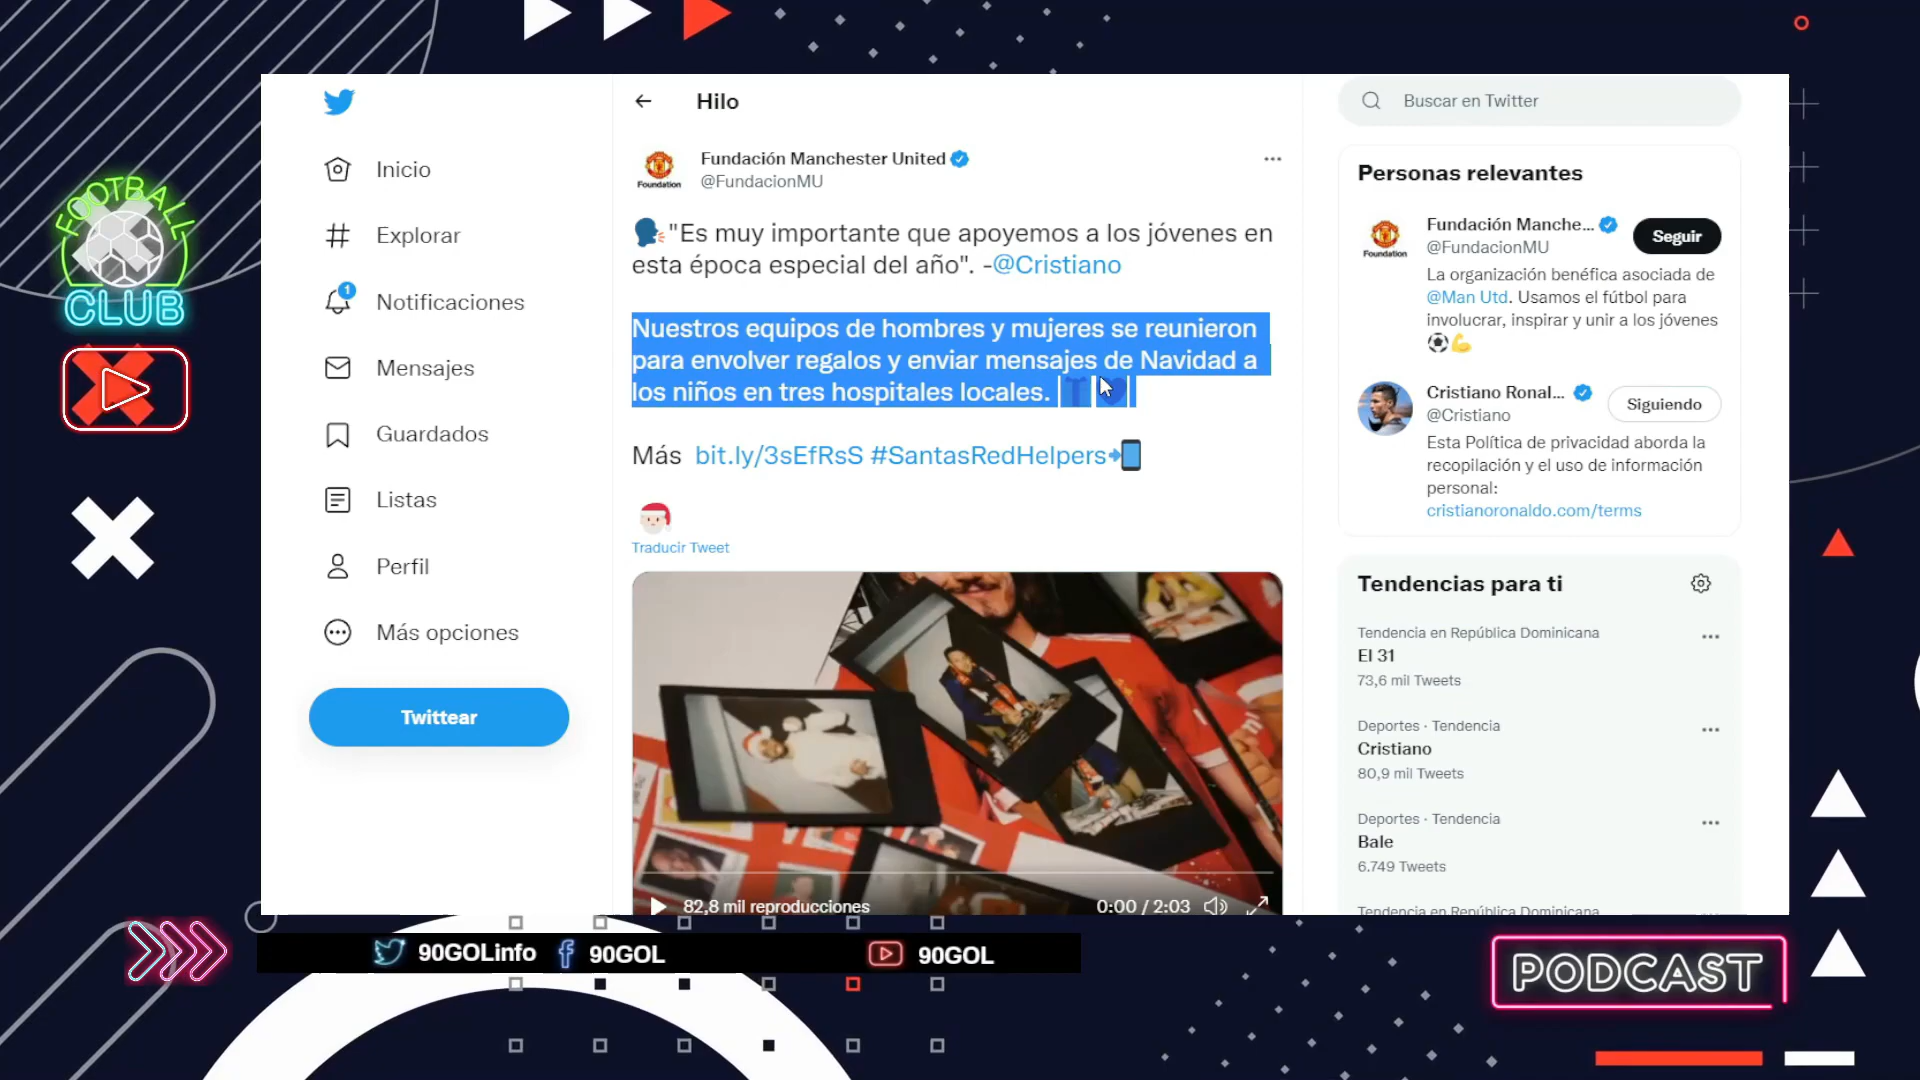 FOOTBALL
CLUB
Inicio
Explorar
1
Notificaciones
Mensajes
Guardados
Listas
Perfil
Más opciones
Twittear
Hilo
Foundation
Fundación Manchester United
@FundacionMU
"Es muy importante que apoyemos a los jóvenes en
esta época especial del año". -@Cristiano
Nuestros equipos de hombres y mujeres se reunieron
para envolver regalos y enviar mensajes de Navidad a
los niños en tres hospitales locales.
Más bit.ly/3sEfRsS #SantasRedHelpers
Traducir Tweet
82,8 mil reproducciones
0:00 / 2:03
Buscar en Twitter
Personas relevantes
Foundation
Fundación Manche...
@FundacionMU
Seguir
La organización benéfica asociada de
@Man Utd. Usamos el fútbol para
involucrar, inspirar y unir a los jóvenes
Cristiano Ronal...
@Cristiano
Siguiendo
Esta Política de privacidad aborda la
recopilación y el uso de información
personal:
cristianoronaldo.com/terms
Tendencias para ti
Tendencia en República Dominicana
El 31
73,6 mil Tweets
Deportes · Tendencia
Cristiano
80,9 mil Tweets
Deportes · Tendencia
Bale
6.749 Tweets
Tendencia en República Dominicana
90GOLinfo
90GOL
90GOL
PODCAST